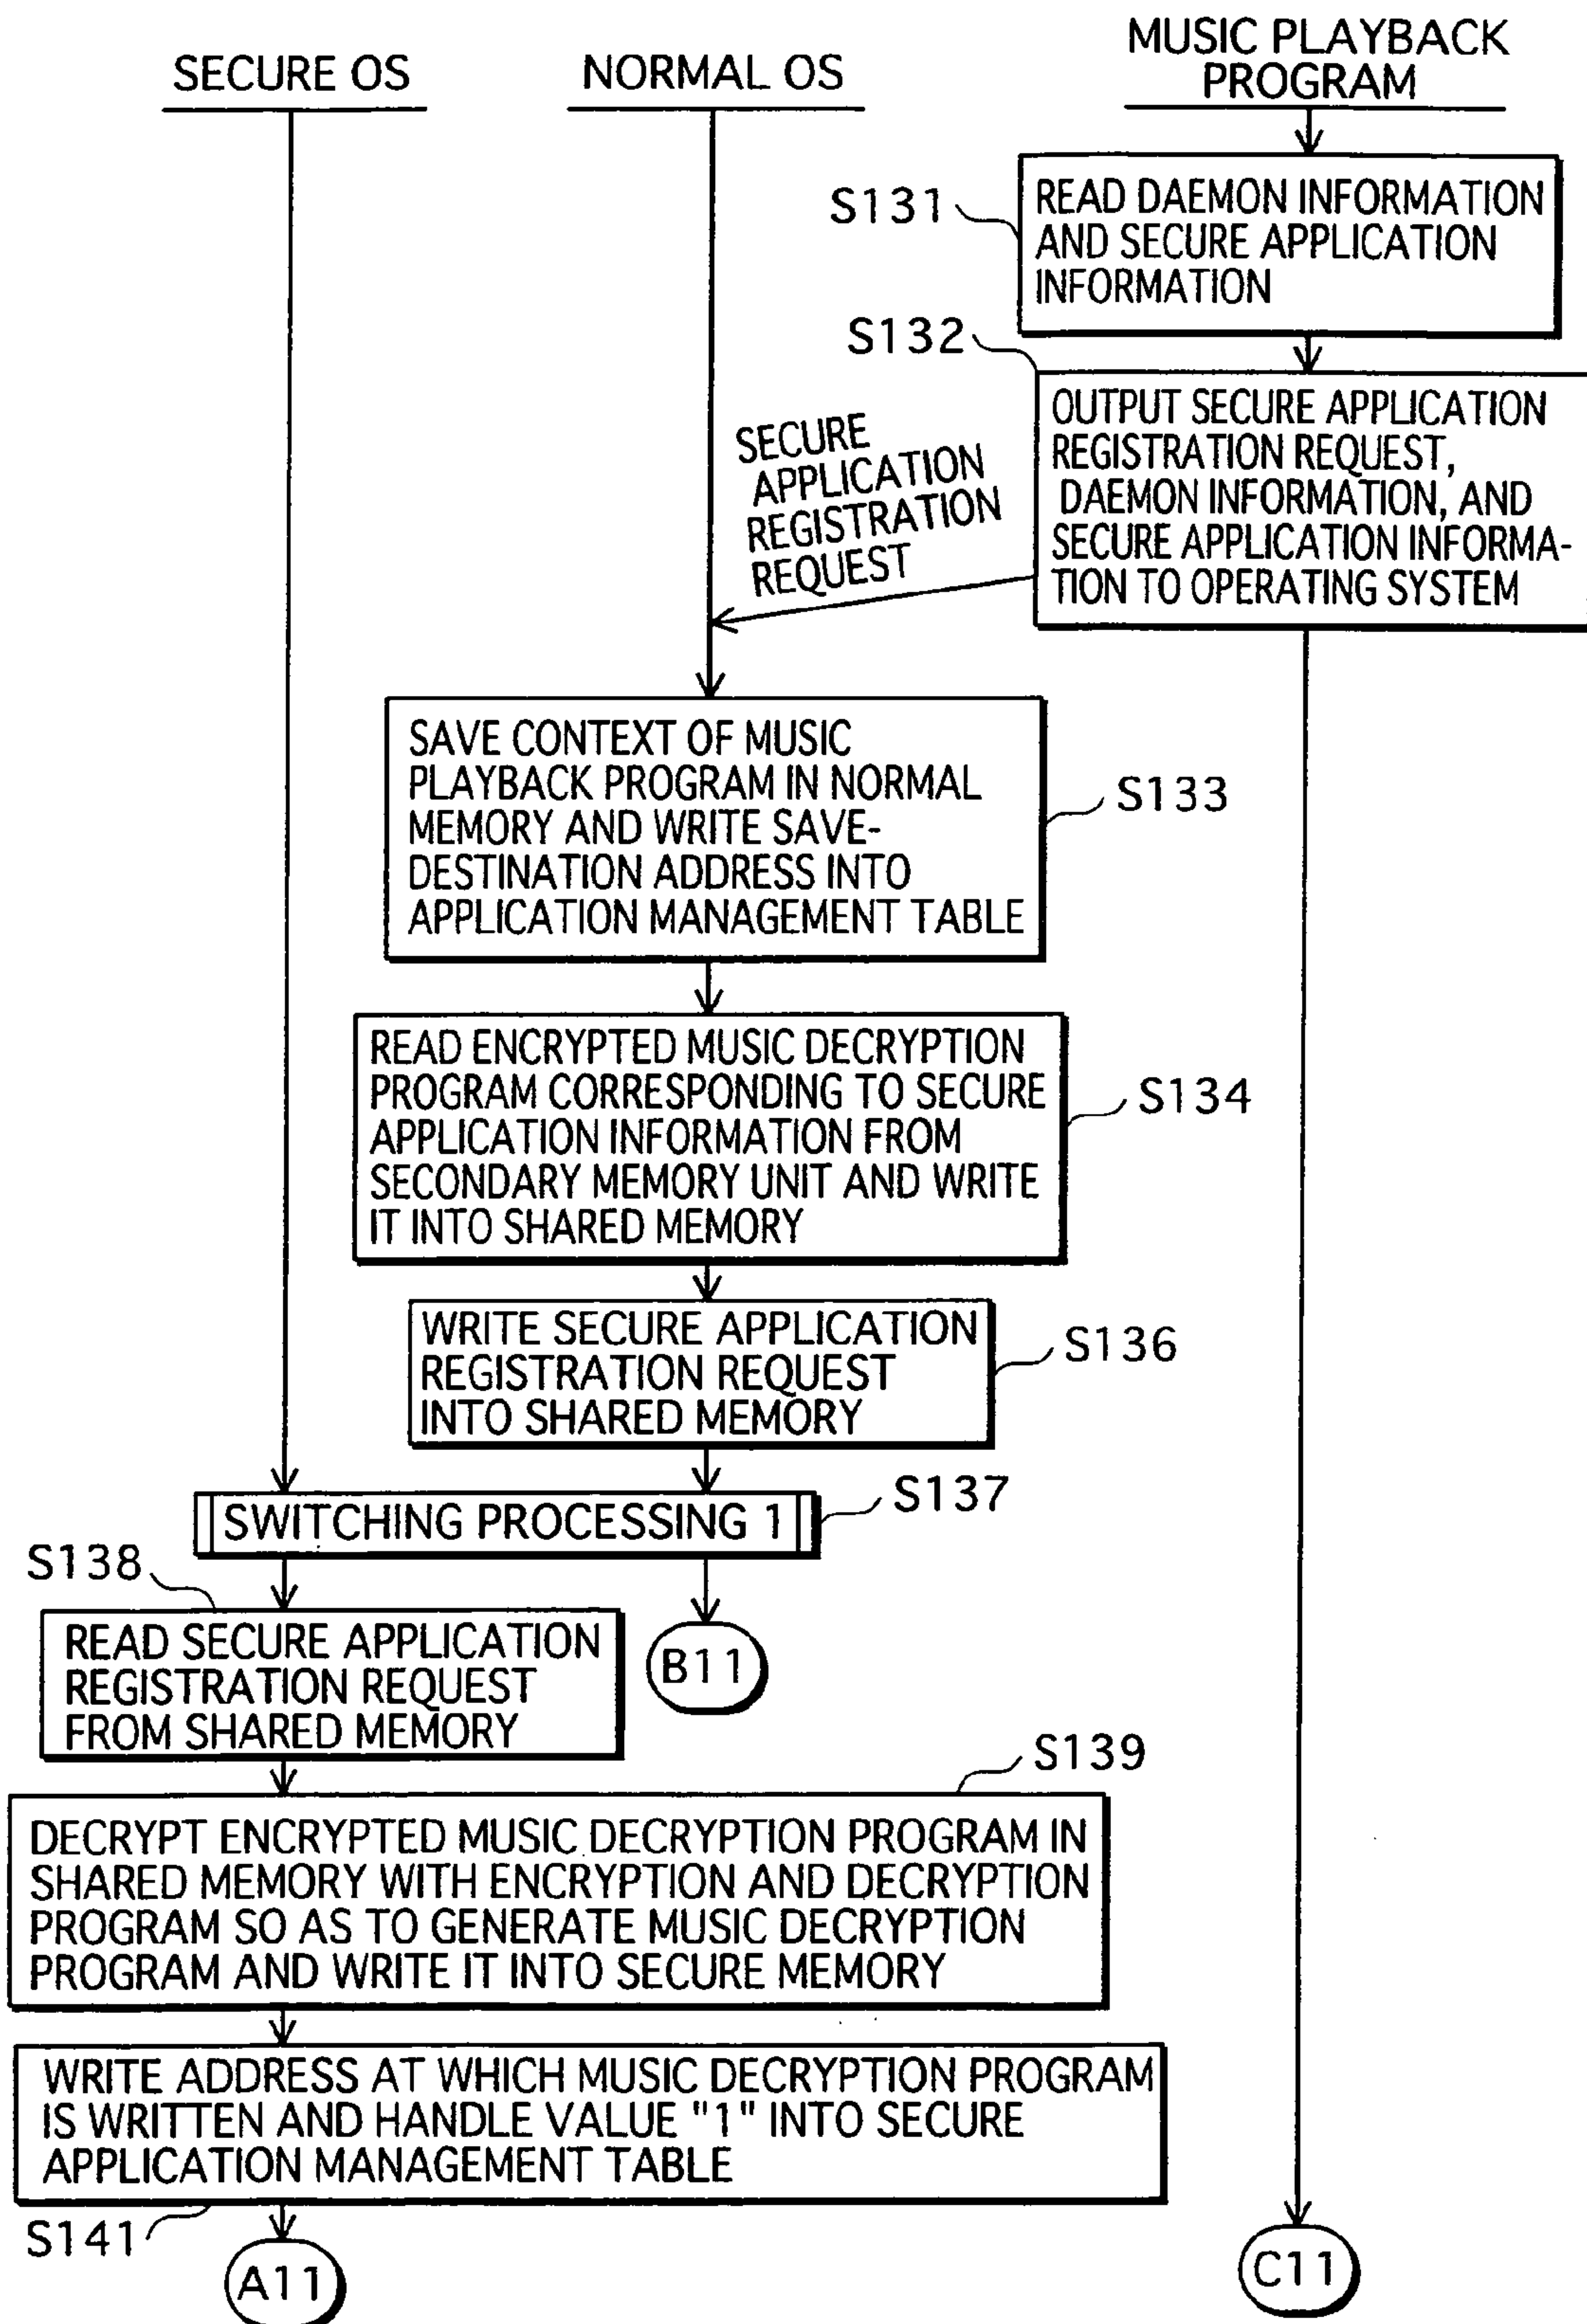 SECURE OS
NORMAL OS
MUSIC PLAYBACK
PROGRAM
S131
READ DAEMON INFORMATION
AND SECURE APPLICATION
INFORMATION
S132
OUTPUT SECURE APPLICATION
REGISTRATION REQUEST,
DAEMON INFORMATION, AND
SECURE APPLICATION INFORMA-
TION TO OPERATING SYSTEM
SECURE
APPLICATION
REGISTRATION
REQUEST
SAVE CONTEXT OF MUSIC
PLAYBACK PROGRAM IN NORMAL
MEMORY AND WRITE SAVE-
DESTINATION ADDRESS INTO
APPLICATION MANAGEMENT TABLE
S133
READ ENCRYPTED MUSIC DECRYPTION
PROGRAM CORRESPONDING TO SECURE
APPLICATION INFORMATION FROM
SECONDARY MEMORY UNIT AND WRITE
IT INTO SHARED MEMORY
S134
WRITE SECURE APPLICATION
REGISTRATION REQUEST
INTO SHARED MEMORY
S136
SWITCHING PROCESSING 1
S137
S138
READ SECURE APPLICATION
REGISTRATION REQUEST
FROM SHARED MEMORY
B11
S139
DECRYPT ENCRYPTED MUSIC DECRYPTION PROGRAM IN
SHARED MEMORY WITH ENCRYPTION AND DECRYPTION
PROGRAM SO AS TO GENERATE MUSIC DECRYPTION
PROGRAM AND WRITE IT INTO SECURE MEMORY
WRITE ADDRESS AT WHICH MUSIC DECRYPTION PROGRAM
IS WRITTEN AND HANDLE VALUE "1" INTO SECURE
APPLICATION MANAGEMENT TABLE
S141
A11
C11